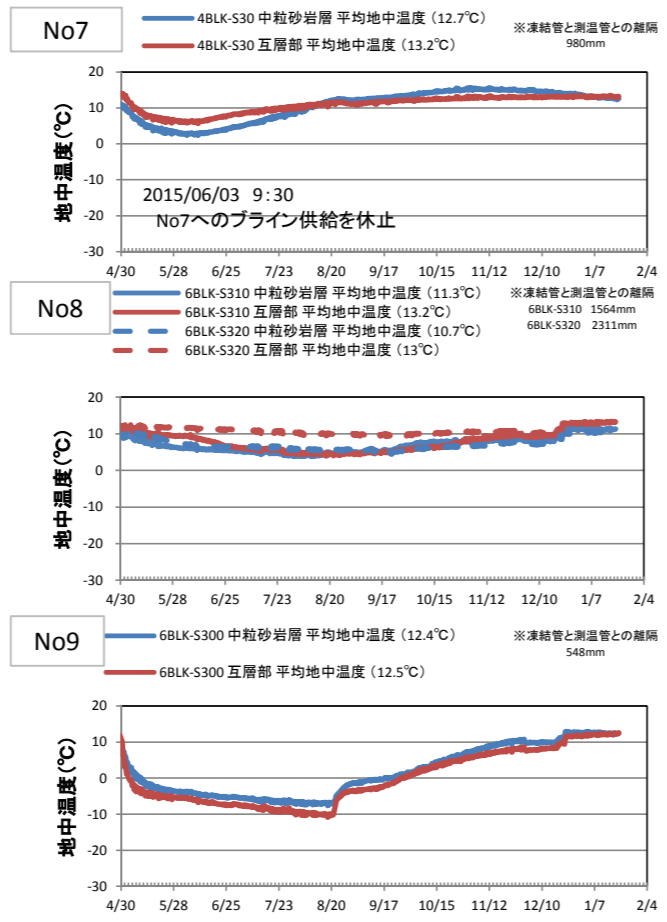 No7
4BLK-S30 中粒砂岩層 平均地中温度（12.7℃）
4BLK-S30 互層部 平均地中温度（13.2℃）
※凍結管と測温管との離隔
980mm
地中温度(℃)
20
10
0
-10
-20
-30
2015/06/03 9:30
No7へのブライン供給を休止
4/30 5/28 6/25 7/23 8/20 9/17 10/15 11/12 12/10 1/7 2/4
No8
6BLK-S310 中粒砂岩層 平均地中温度（11.3℃）
6BLK-S310 互層部 平均地中温度（13.2℃）
6BLK-S320 中粒砂岩層 平均地中温度（10.7℃）
6BLK-S320 互層部 平均地中温度（13℃）
※凍結管と測温管との離隔
6BLK-S310 1564mm
6BLK-S320 2311mm
地中温度(℃)
20
10
0
-10
-20
-30
4/30 5/28 6/25 7/23 8/20 9/17 10/15 11/12 12/10 1/7 2/4
No9
6BLK-S300 中粒砂岩層 平均地中温度（12.4℃）
6BLK-S300 互層部 平均地中温度（12.5℃）
※凍結管と測温管との離隔
548mm
地中温度(℃)
20
10
0
-10
-20
-30
4/30 5/28 6/25 7/23 8/20 9/17 10/15 11/12 12/10 1/7 2/4